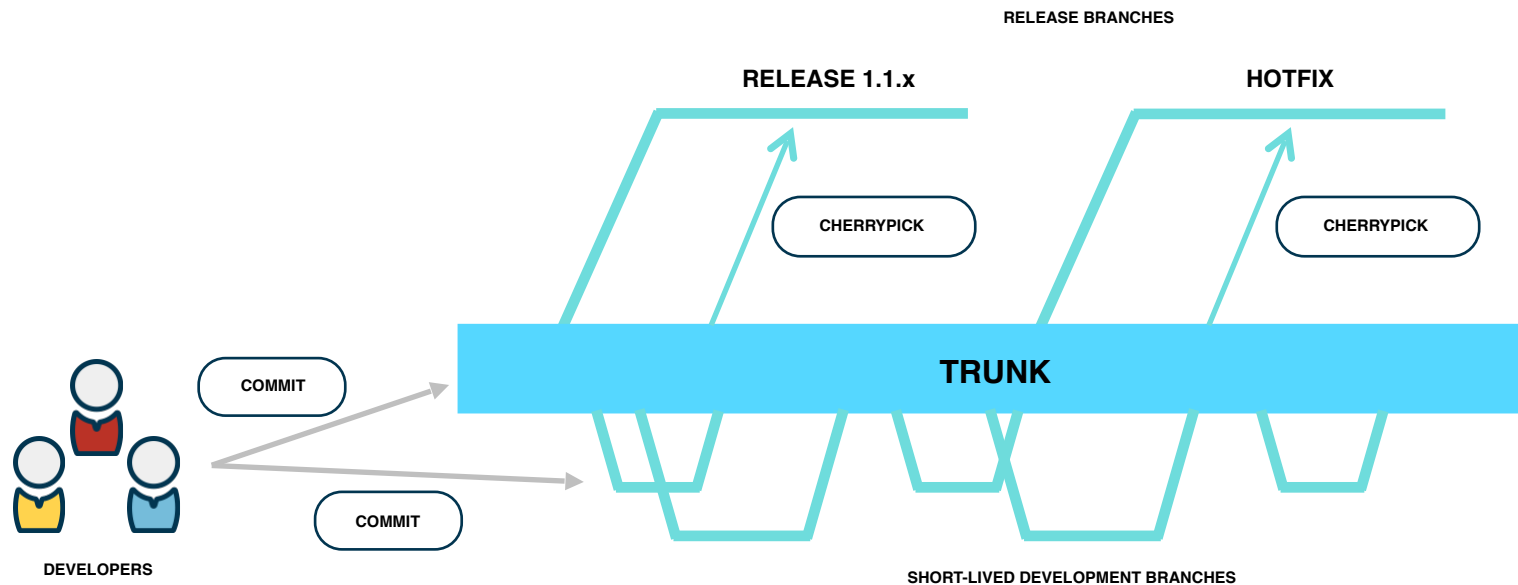 RELEASE BRANCHES
RELEASE 1.1.x
HOTFIX
CHERRYPICK
CHERRYPICK
TRUNK
COMMIT
COMMIT
DEVELOPERS
SHORT-LIVED DEVELOPMENT BRANCHES